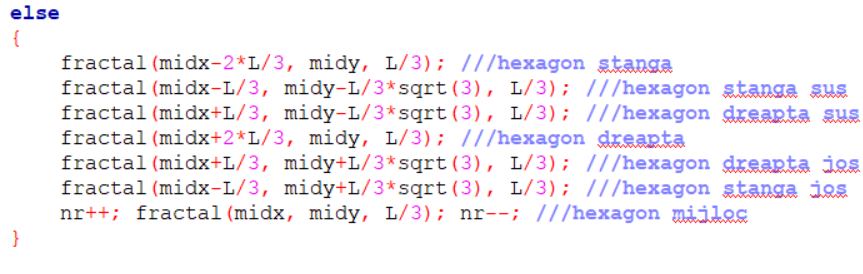 else
{
fractal(midx-2*L/3, midy, L/3); ///hexagon stanga
fractal(midx-L/3, midy-L/3*sqrt(3), L/3); ///hexagon stanga sus
fractal(midx+L/3, midy-L/3*sqrt(3), L/3); ///hexagon dreapta sus
fractal(midx+2*L/3, midy, L/3); ///hexagon dreapta
fractal(midx+L/3, midy+L/3*sqrt(3), L/3); ///hexagon dreapta jos
fractal(midx-L/3, midy+L/3*sqrt(3), L/3); ///hexagon stanga jos
nr++; fractal(midx, midy, L/3); nr--; ///hexagon mijloc
}